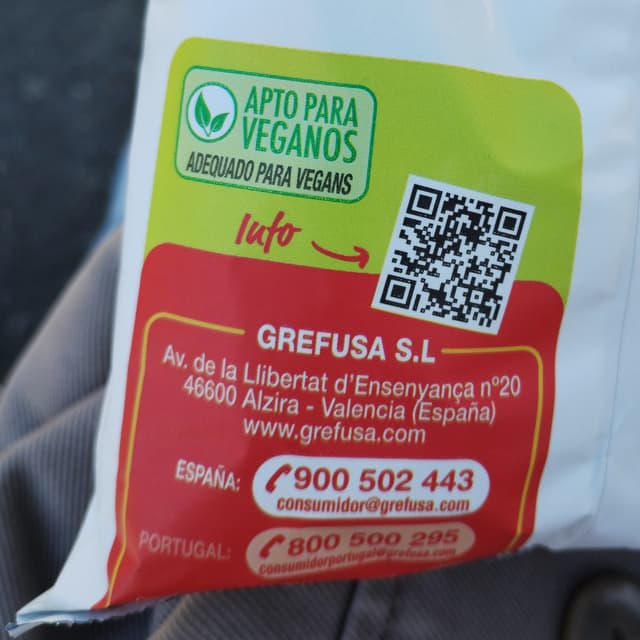 APTO PARA
VEGANOS
ADEQUADO PARA VEGANS
Info
GREFUSA S.L
Av. de la Llibertat d'Ensenyança nº20
46600 Alzira - Valencia (España)
www.grefusa.com
ESPAÑA: 900 502 443
consumidor@grefusa.com
PORTUGAL: 800 500 295
consumidorportugal@grefusa.com